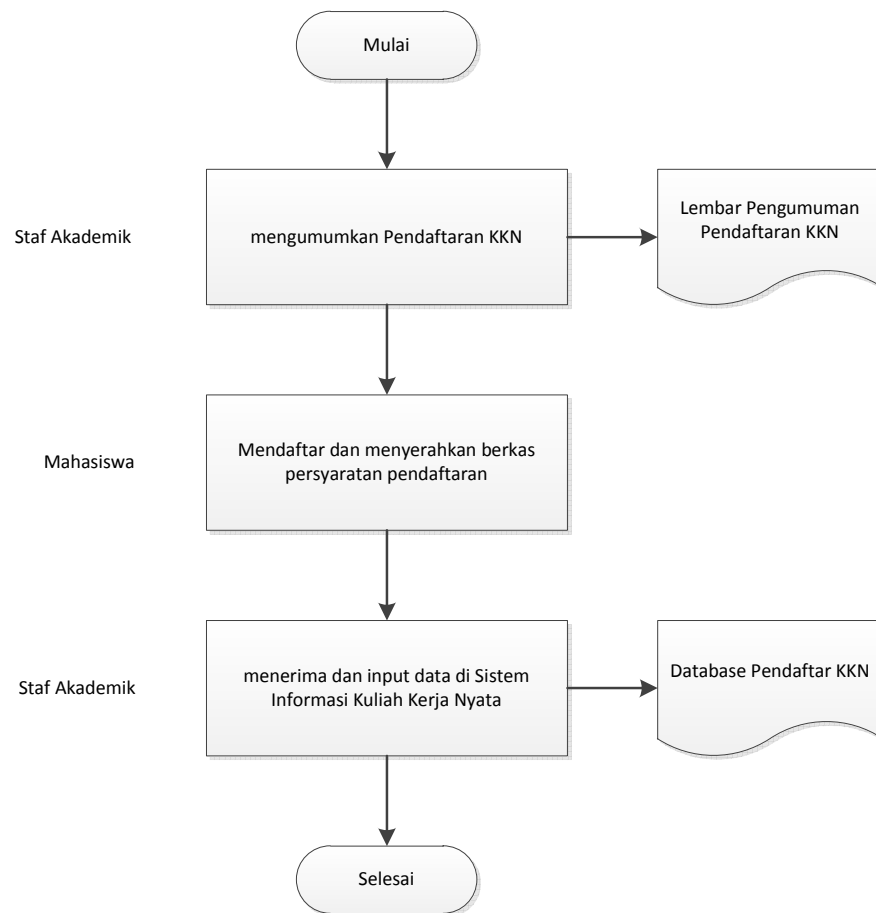 Mulai
Staf Akademik
mengumumkan Pendaftaran KKN
Lembar Pengumuman
Pendaftaran KKN
Mahasiswa
Mendaftar dan menyerahkan berkas
persyaratan pendaftaran
Staf Akademik
menerima dan input data di Sistem
Informasi Kuliah Kerja Nyata
Database Pendaftar KKN
Selesai